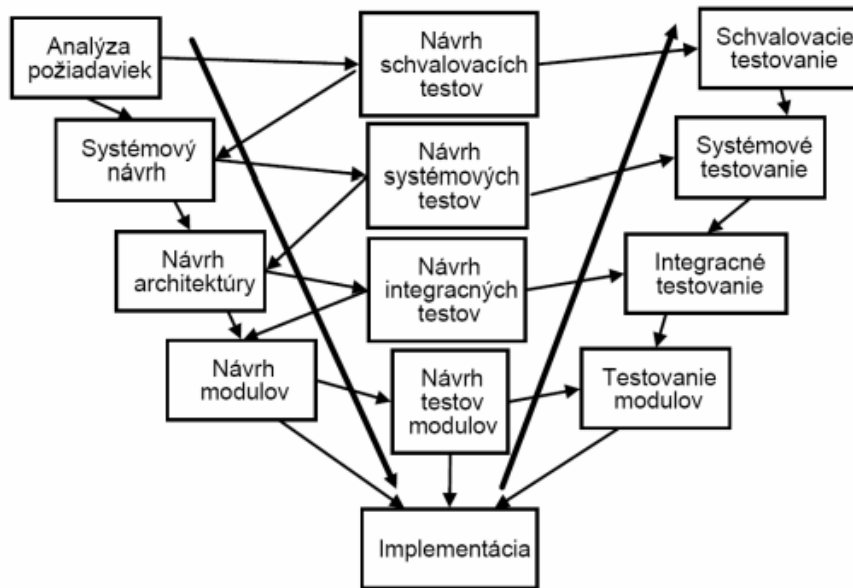 Analýza
požiadaviek
Návrh
schvalovacích
testov
Schvalovacie
testovanie
Systémový
návrh
Návrh
systémových
testov
Systémové
testovanie
Návrh
architektúry
Návrh
integracných
testov
Integracné
testovanie
Návrh
modulov
Návrh
testov
modulov
Testovanie
modulov
Implementácia